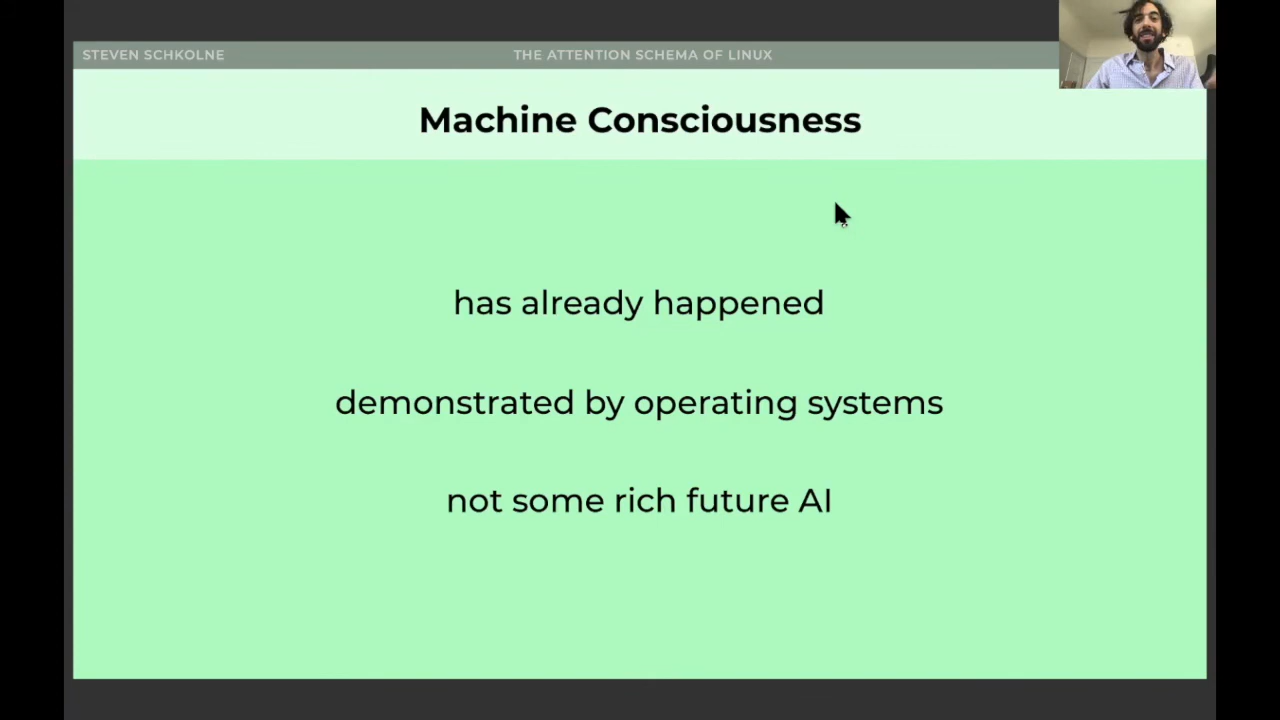 STEVEN SCHKOLNE
THE ATTENTION SCHEMA OF LINUX
Machine Consciousness
has already happened
demonstrated by operating systems
not some rich future AI